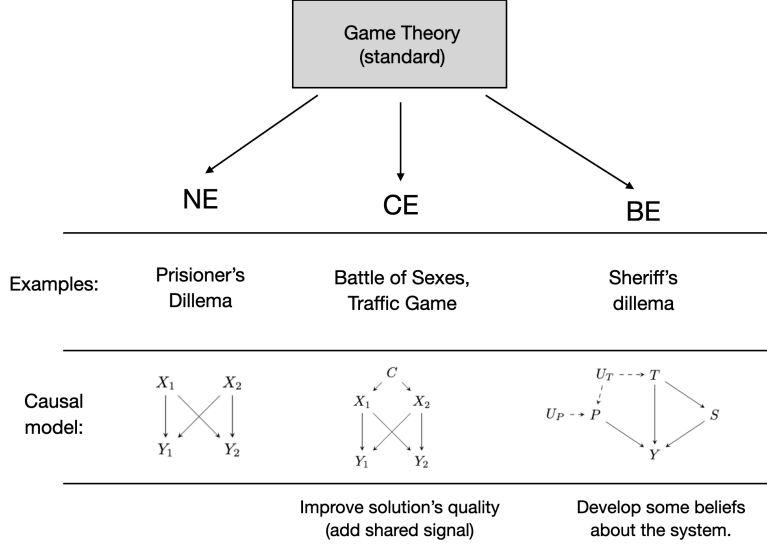 Game Theory
(standard)
NE
CE
BE
Examples:
Prisioner's
Dillema
Battle of Sexes,
Traffic Game
Sheriff's
dillema
Causal
model:
X₁ X₂
Y₁ Y₂
C
X₁ X₂
Y₁ Y₂
U_T T
U_P P S
Y
Improve solution's quality
(add shared signal)
Develop some beliefs
about the system.